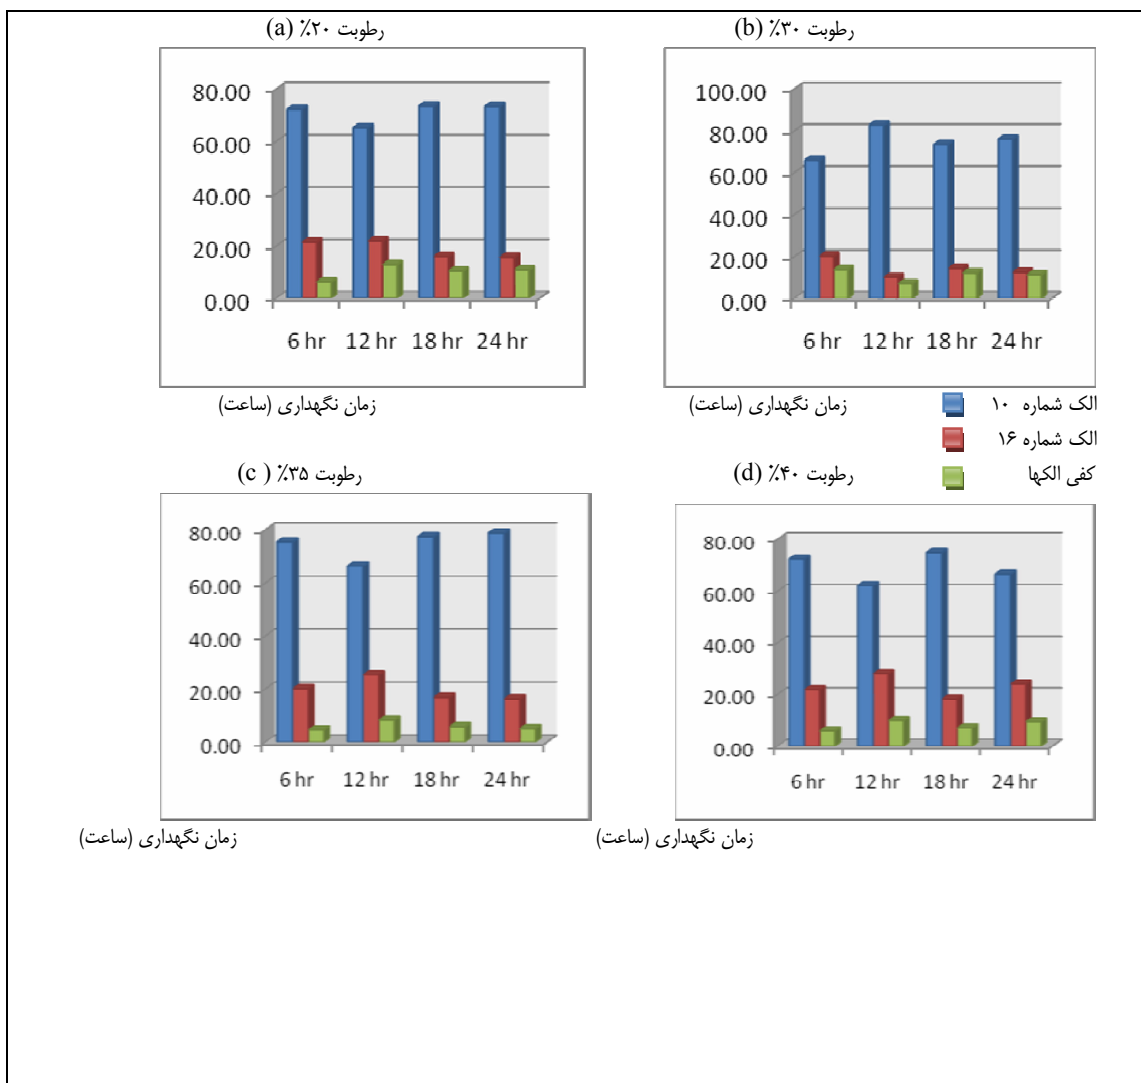 رطوبت ۲۰٪ (a)
80.00
60.00
40.00
20.00
0.00
6 hr 12 hr 18 hr 24 hr
زمان نگهداری (ساعت)
رطوبت ۳۰٪ (b)
100.00
80.00
60.00
40.00
20.00
0.00
6 hr 12 hr 18 hr 24 hr
زمان نگهداری (ساعت)
الک شماره ۱۰
الک شماره ۱۶
کفی الکها
رطوبت ۳۵٪ (c)
80.00
60.00
40.00
20.00
0.00
6 hr 12 hr 18 hr 24 hr
زمان نگهداری (ساعت)
رطوبت ۴۰٪ (d)
80.00
60.00
40.00
20.00
0.00
6 hr 12 hr 18 hr 24 hr
زمان نگهداری (ساعت)